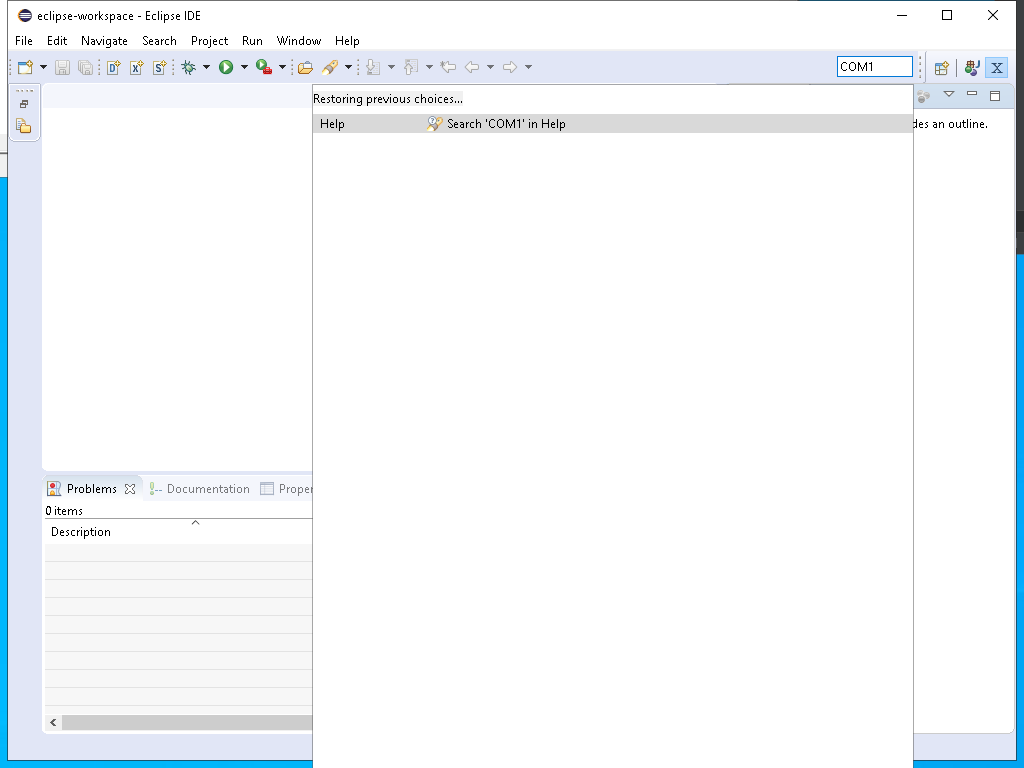 eclipse-workspace - Eclipse IDE
File Edit Navigate Search Project Run Window Help
COM1
Restoring previous choices...
Help Search 'COM1' in Help
des an outline.
Problems Documentation Proper
0 items
Description